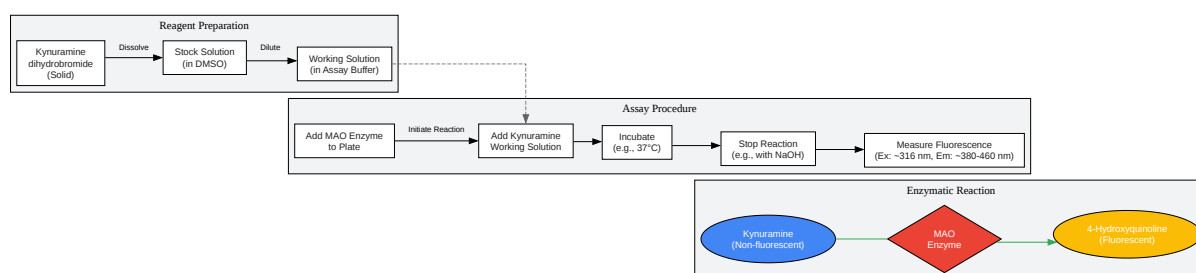 Reagent Preparation
Kynuramine
dihydrobromide
(Solid)
Dissolve
Stock Solution
(in DMSO)
Dilute
Working Solution
(in Assay Buffer)
Assay Procedure
Add MAO Enzyme
to Plate
Initiate Reaction
Add Kynuramine
Working Solution
Incubate
(e.g., 37°C)
Stop Reaction
(e.g., with NaOH)
Measure Fluorescence
(Ex: ~316 nm, Em: ~380-460 nm)
Enzymatic Reaction
Kynuramine
(Non-fluorescent)
MAO
Enzyme
4-Hydroxyquinoline
(Fluorescent)